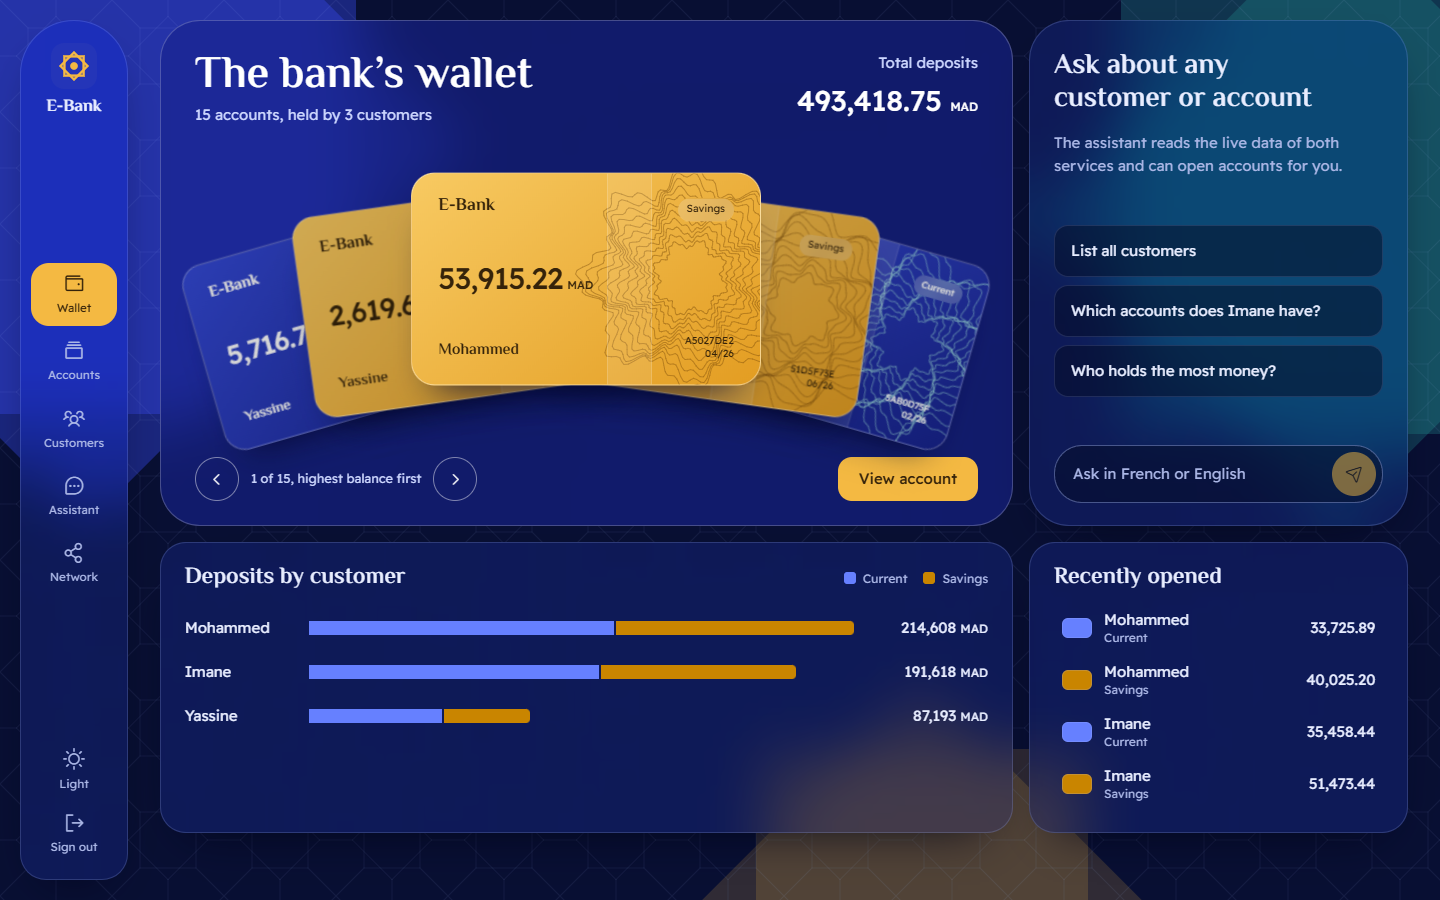 E-Bank
Wallet
Accounts
Customers
Assistant
Network
Light
Sign out
The bank’s wallet
15 accounts, held by 3 customers
Total deposits
493,418.75 MAD
E-Bank
5,716.7
Yassine
E-Bank
2,619.6
Yassine
E-Bank
Savings
53,915.22 MAD
Mohammed
A5027DE2
04/26
Savings
51D5F75E
06/26
Current
02/26
1 of 15, highest balance first
View account
Ask about any
customer or account
The assistant reads the live data of both
services and can open accounts for you.
List all customers
Which accounts does Imane have?
Who holds the most money?
Ask in French or English
Deposits by customer
Current
Savings
Mohammed
214,608 MAD
Imane
191,618 MAD
Yassine
87,193 MAD
Recently opened
Mohammed
Current
33,725.89
Mohammed
Savings
40,025.20
Imane
Current
35,458.44
Imane
Savings
51,473.44